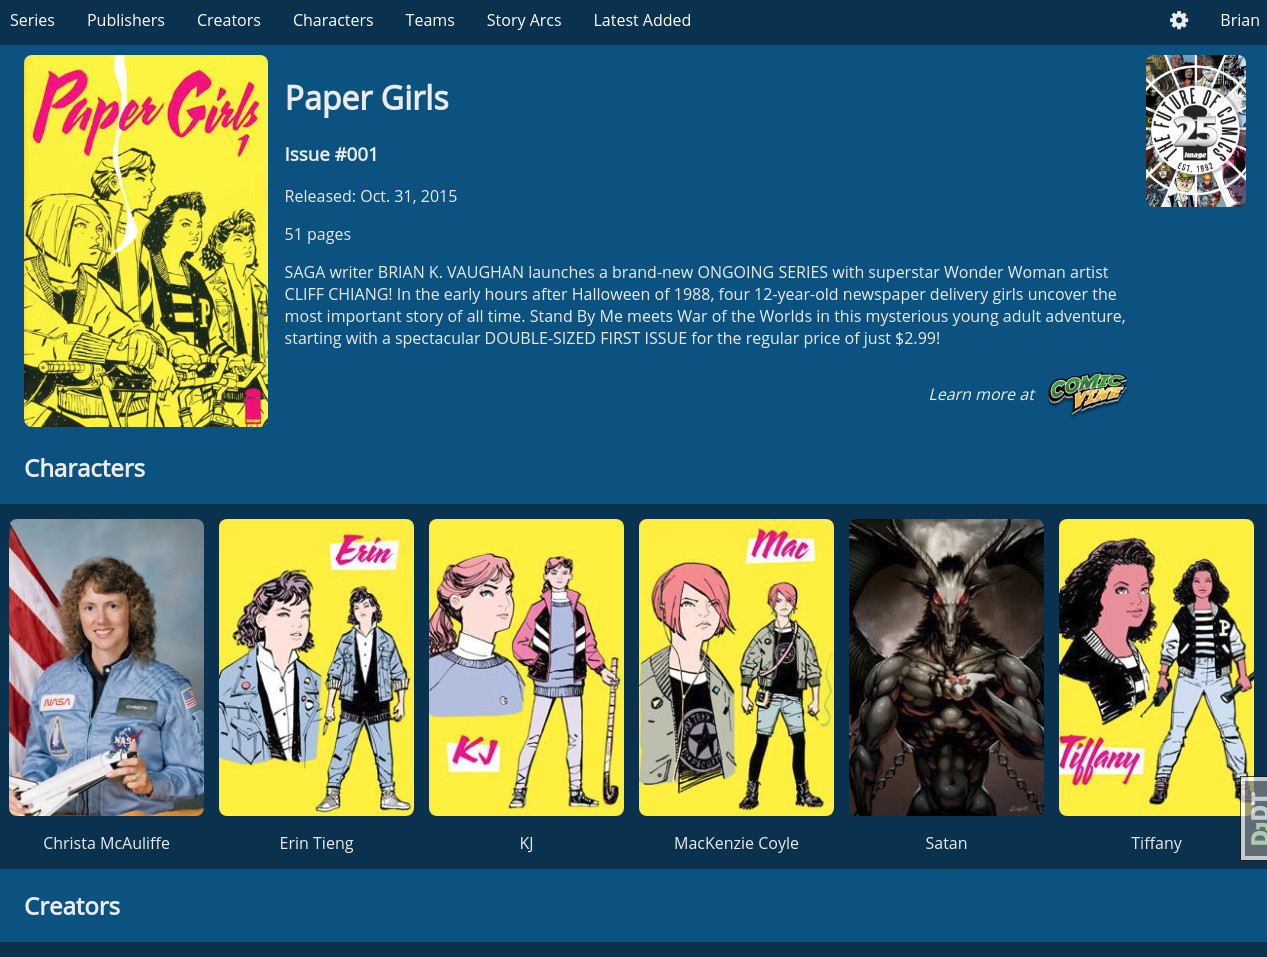 Series Publishers Creators Characters Teams Story Arcs Latest Added Brian
Paper Girls
1
Paper Girls
Issue #001
Released: Oct. 31, 2015
51 pages
SAGA writer BRIAN K. VAUGHAN launches a brand-new ONGOING SERIES with superstar Wonder Woman artist
CLIFF CHIANG! In the early hours after Halloween of 1988, four 12-year-old newspaper delivery girls uncover the
most important story of all time. Stand By Me meets War of the Worlds in this mysterious young adult adventure,
starting with a spectacular DOUBLE-SIZED FIRST ISSUE for the regular price of just $2.99!
Learn more at
COMIC
VINE
THE FUTURE OF COMICS
25
image
EST. 1992
Characters
NASA
CHRISTA
NASA
Erin
KJ
Mac
P
Tiffany
Christa McAuliffe Erin Tieng KJ MacKenzie Coyle Satan Tiffany
DJDT
Creators